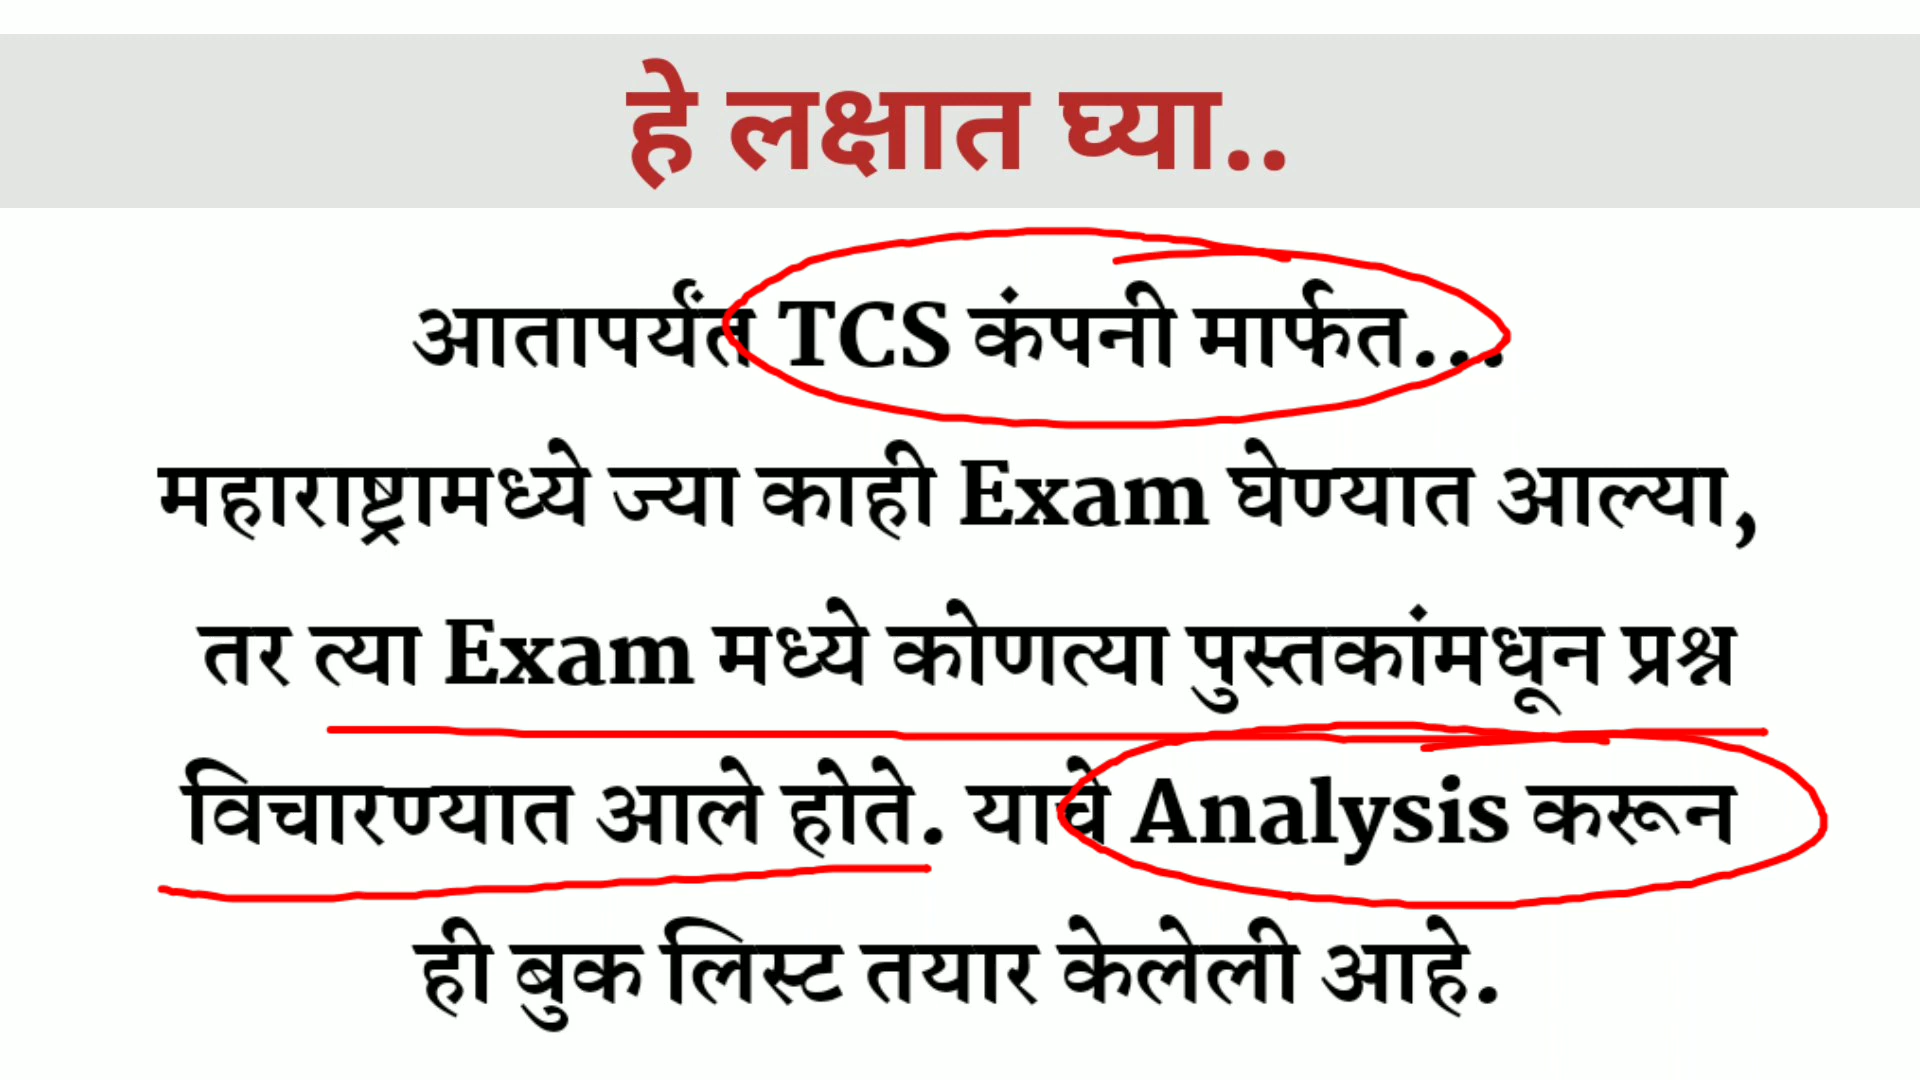 हे लक्षात घ्या..
आतापर्यंत TCS कंपनी मार्फत...
महाराष्ट्रामध्ये ज्या काही Exam घेण्यात आल्या,
तर त्या Exam मध्ये कोणत्या पुस्तकांमधून प्रश्न
विचारण्यात आले होते. याचे Analysis करून
ही बुक लिस्ट तयार केलेली आहे.